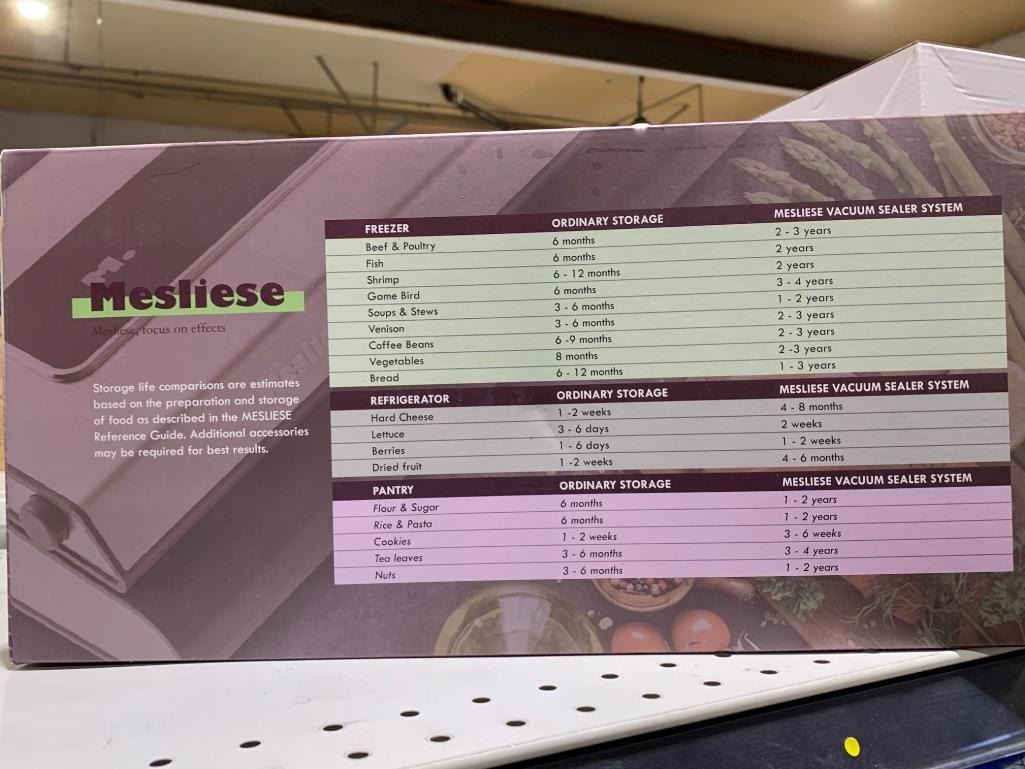 Mesliese
Mesliese, focus on effects
Storage life comparisons are estimates
based on the preparation and storage
of food as described in the MESLIESE
Reference Guide. Additional accessories
may be required for best results.
FREEZER ORDINARY STORAGE MESLIESE VACUUM SEALER SYSTEM
Beef & Poultry 6 months 2 - 3 years
Fish 6 months 2 years
Shrimp 6 - 12 months 2 years
Game Bird 6 months 3 - 4 years
Soups & Stews 3 - 6 months 1 - 2 years
Venison 3 - 6 months 2 - 3 years
Coffee Beans 6 -9 months 2 - 3 years
Vegetables 8 months 2 -3 years
Bread 6 - 12 months 1 - 3 years
REFRIGERATOR ORDINARY STORAGE MESLIESE VACUUM SEALER SYSTEM
Hard Cheese 1 -2 weeks 4 - 8 months
Lettuce 3 - 6 days 2 weeks
Berries 1 - 6 days 1 - 2 weeks
Dried fruit 1 -2 weeks 4 - 6 months
PANTRY ORDINARY STORAGE MESLIESE VACUUM SEALER SYSTEM
Flour & Sugar 6 months 1 - 2 years
Rice & Pasta 6 months 1 - 2 years
Cookies 1 - 2 weeks 3 - 6 weeks
Tea leaves 3 - 6 months 3 - 4 years
Nuts 3 - 6 months 1 - 2 years